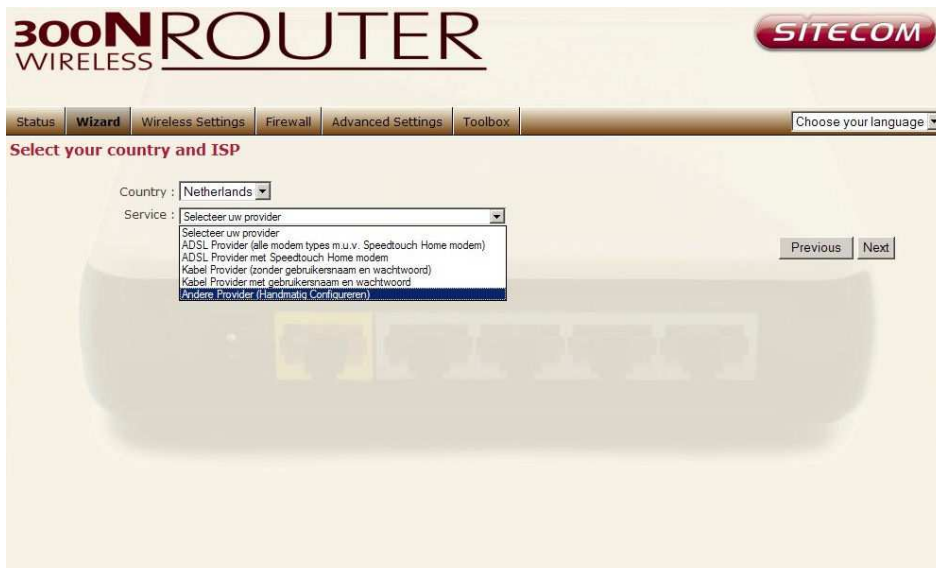 300N ROUTER
WIRELESS
SITECOM
Status Wizard Wireless Settings Firewall Advanced Settings Toolbox Choose your language
Select your country and ISP
Country : Netherlands
Service : Selecteer uw provider
Selecteer uw provider
ADSL Provider (alle modem types m.u.v. Speedtouch Home modem)
ADSL Provider met Speedtouch Home modem
Kabel Provider (zonder gebruikersnaam en wachtwoord)
Kabel Provider met gebruikersnaam en wachtwoord
Andere Provider (Handmatig Configureren)
Previous Next